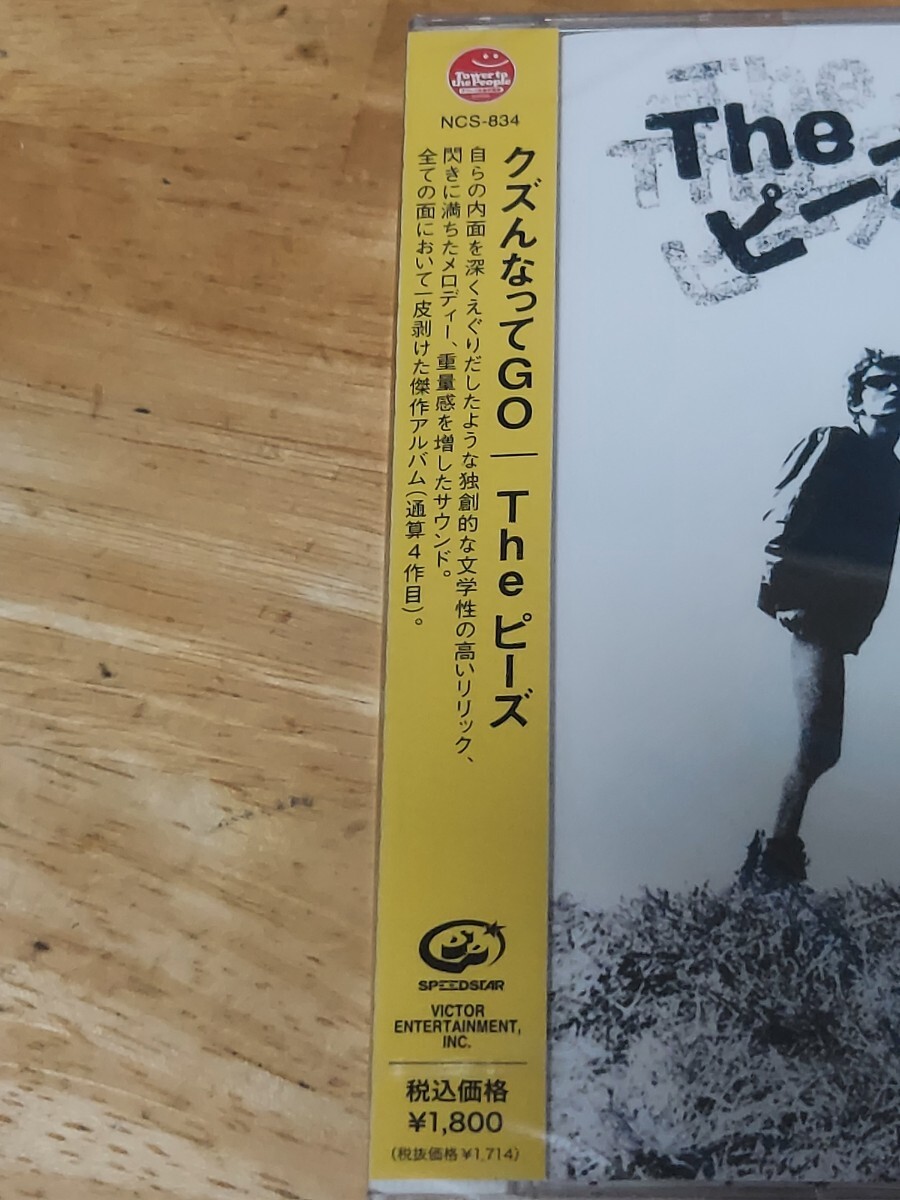 Tower to
the People
NCS-834
クズんなってGO｜The ピーズ
自らの内面を深くえぐりだしたような独創的な文学性の高いリリック、
閃きに満ちたメロディー、重量感を増したサウンド。
全ての面において一皮剥けた傑作アルバム（通算4作目）。
SPEEDSTAR
VICTOR
ENTERTAINMENT,
INC.
税込価格
¥1,800
（税抜価格¥1,714）
The
The
The
ピー